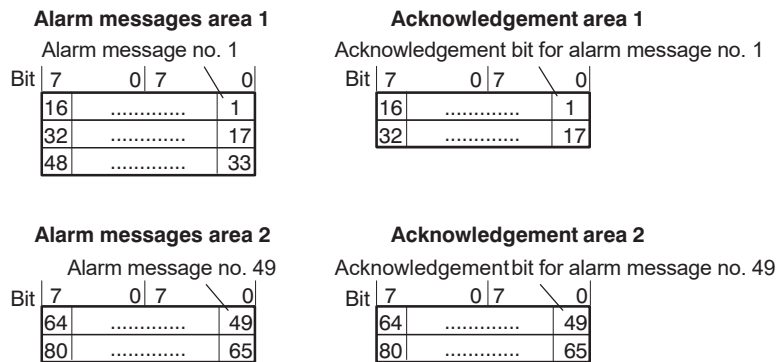 Alarm messages area 1 Acknowledgement area 1
Alarm message no. 1 Acknowledgement bit for alarm message no. 1
Bit 7 0 7 0 Bit 7 0 7 0
16 ............. 1 16 ............. 1
32 ............. 17 32 ............. 17
48 ............. 33
Alarm messages area 2 Acknowledgement area 2
Alarm message no. 49 Acknowledgement bit for alarm message no. 49
Bit 7 0 7 0 Bit 7 0 7 0
64 ............. 49 64 ............. 49
80 ............. 65 80 ............. 65